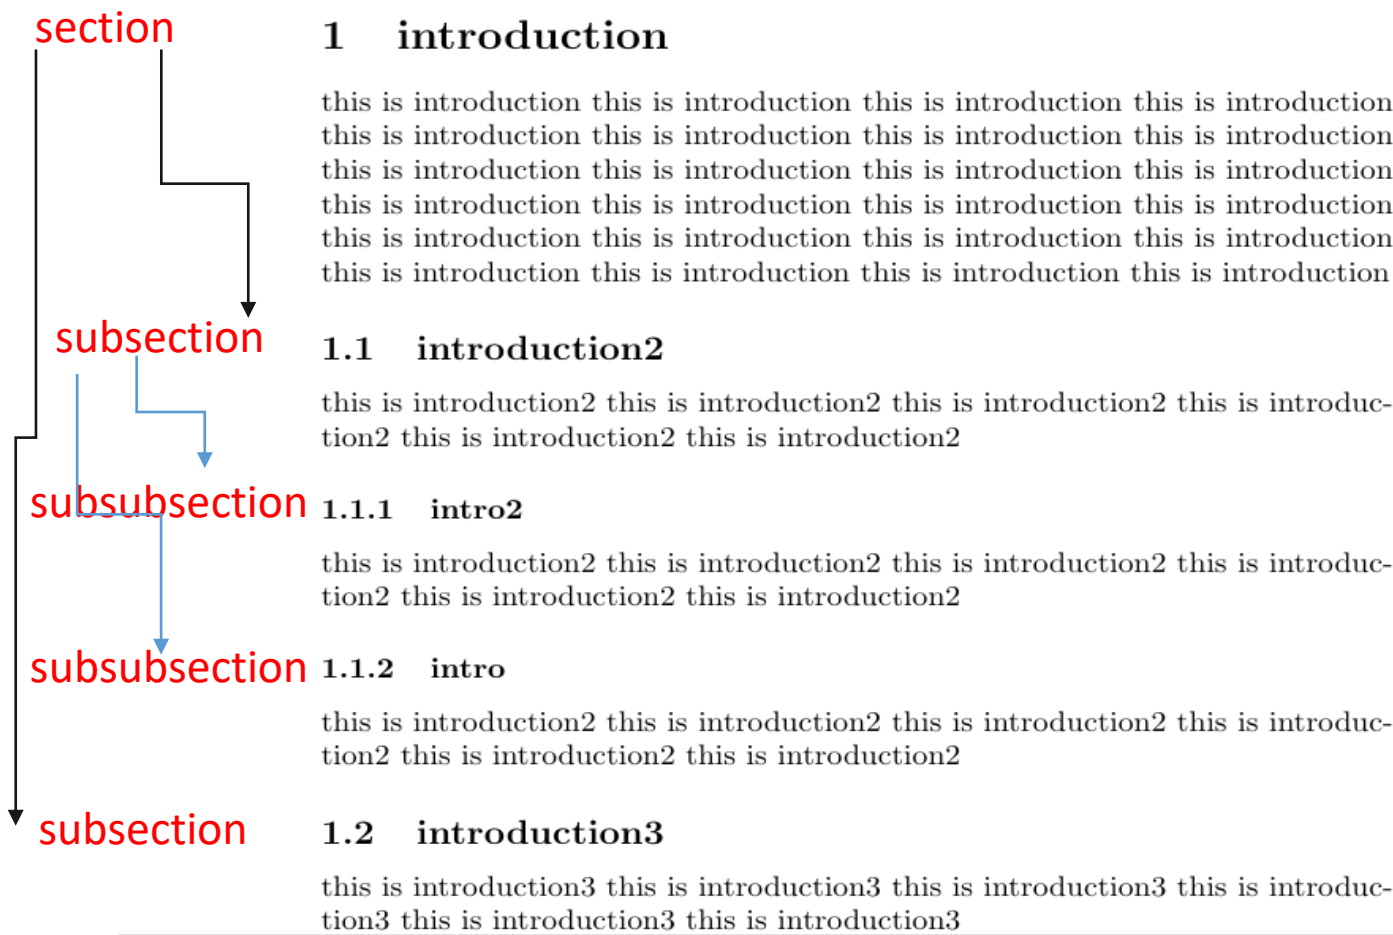 section
1 introduction
this is introduction this is introduction this is introduction this is introduction
this is introduction this is introduction this is introduction this is introduction
this is introduction this is introduction this is introduction this is introduction
this is introduction this is introduction this is introduction this is introduction
this is introduction this is introduction this is introduction this is introduction
this is introduction this is introduction this is introduction this is introduction
subsection
1.1 introduction2
this is introduction2 this is introduction2 this is introduction2 this is introduc-
tion2 this is introduction2 this is introduction2
subsubsection
1.1.1 intro2
this is introduction2 this is introduction2 this is introduction2 this is introduc-
tion2 this is introduction2 this is introduction2
subsubsection
1.1.2 intro
this is introduction2 this is introduction2 this is introduction2 this is introduc-
tion2 this is introduction2 this is introduction2
subsection
1.2 introduction3
this is introduction3 this is introduction3 this is introduction3 this is introduc-
tion3 this is introduction3 this is introduction3